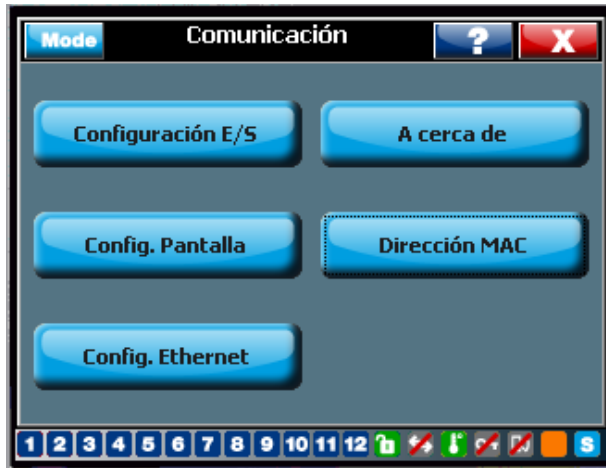 Mode Comunicación ? X
Configuración E/S A cerca de
Config. Pantalla Dirección MAC
Config. Ethernet
1 2 3 4 5 6 7 8 9 10 11 12 S